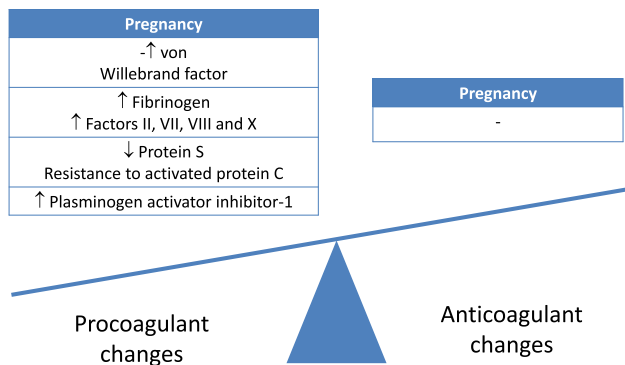 Pregnancy
-↑ von
Willebrand factor
↑ Fibrinogen
↑ Factors II, VII, VIII and X
↓ Protein S
Resistance to activated protein C
↑ Plasminogen activator inhibitor-1
Pregnancy
-
Procoagulant
changes
Anticoagulant
changes